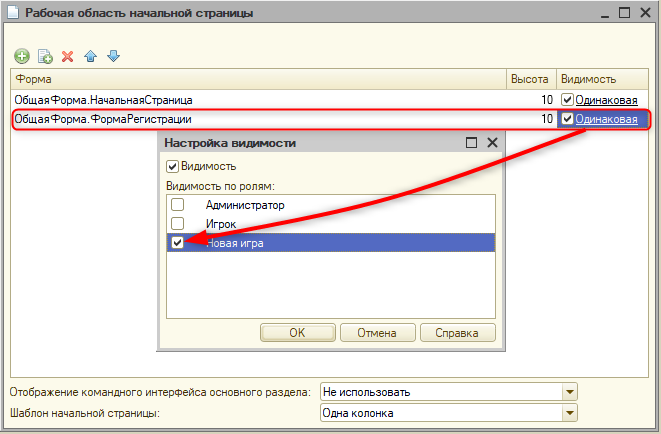 Рабочая область начальной страницы
Форма Высота Видимость
ОбщаяФорма.НачальнаяСтраница 10 Одинаковая
ОбщаяФорма.ФормаРегистрации 10 Одинаковая
Настройка видимости
Видимость
Видимость по ролям:
Администратор
Игрок
Новая игра
ОК Отмена Справка
Отображение командного интерфейса основного раздела: Не использовать
Шаблон начальной страницы: Одна колонка